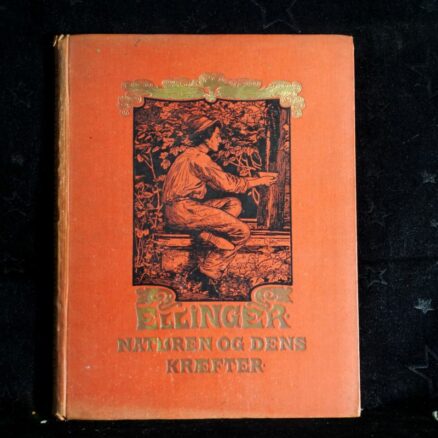 ELLINGER
NATUREN OG DENS
KRÆFTER